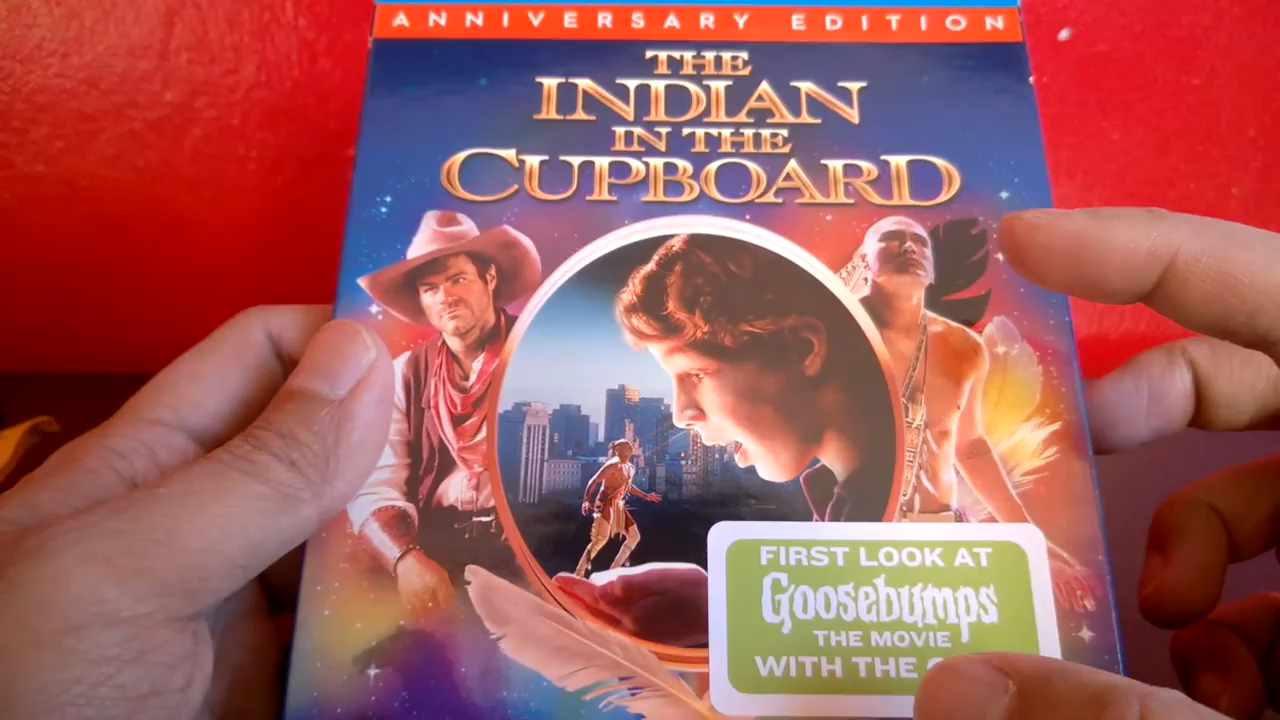 ANNIVERSARY EDITION
THE
INDIAN
IN THE
CUPBOARD
FIRST LOOK AT
Goosebumps
THE MOVIE
WITH THE